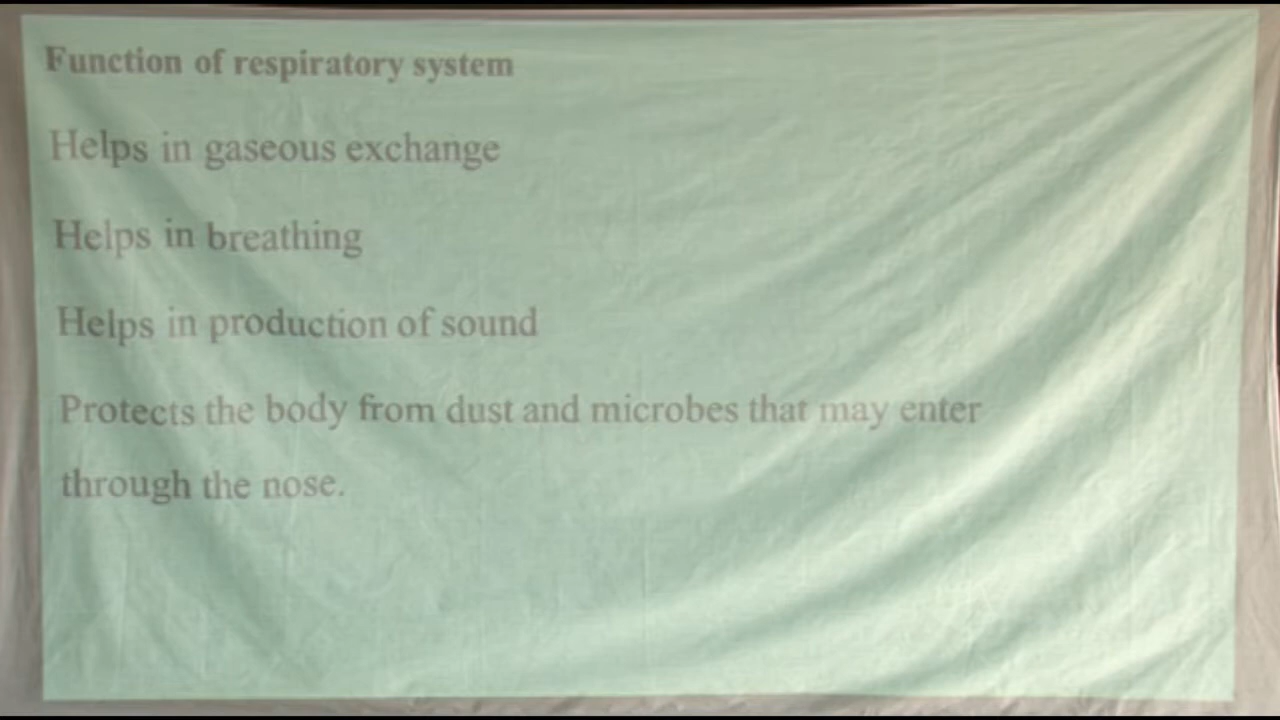 Function of respiratory system
Helps in gaseous exchange
Helps in breathing
Helps in production of sound
Protects the body from dust and microbes that may enter
through the nose.